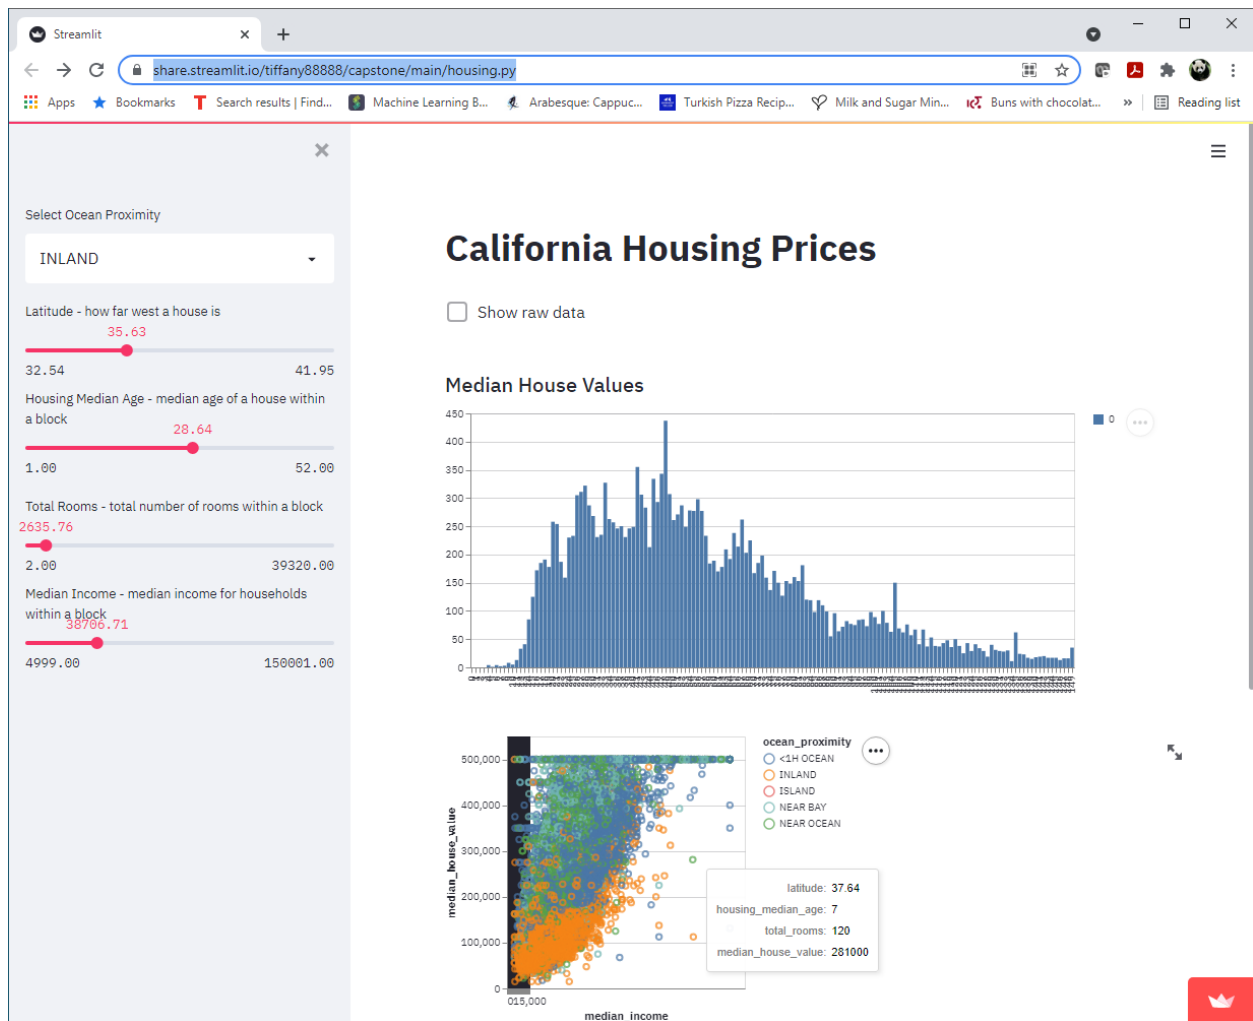 Streamlit
share.streamlit.io/tiffany88888/capstone/main/housing.py
Apps Bookmarks Search results | Find... Machine Learning B... Arabesque: Cappuc... Turkish Pizza Recip... Milk and Sugar Min... Buns with chocolat... » Reading list
Select Ocean Proximity
INLAND
Latitude - how far west a house is
35.63
32.54 41.95
Housing Median Age - median age of a house within
a block
28.64
1.00 52.00
Total Rooms - total number of rooms within a block
2635.76
2.00 39320.00
Median Income - median income for households
within a block
38706.71
4999.00 150001.00
California Housing Prices
Show raw data
Median House Values
450
400
350
300
250
200
150
100
50
0
0
ocean_proximity
<1H OCEAN
INLAND
ISLAND
NEAR BAY
NEAR OCEAN
500,000
400,000
300,000
200,000
100,000
0
median_house_value
latitude: 37.64
housing_median_age: 7
total_rooms: 120
median_house_value: 281000
015,000
median_income